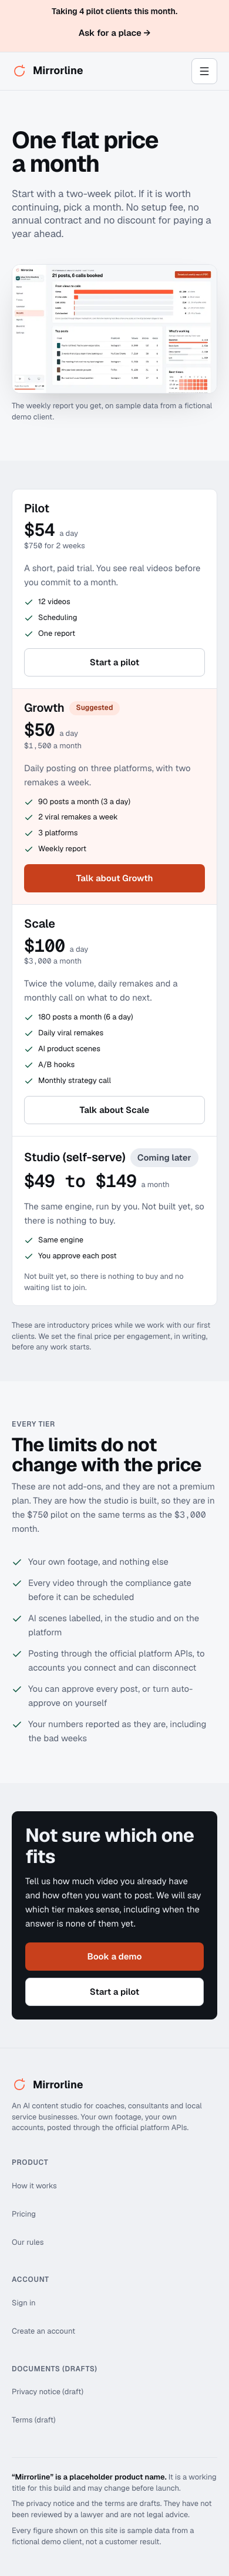 Taking 4 pilot clients this month.
Ask for a place →
Mirrorline
One flat price
a month
Start with a two-week pilot. If it is worth
continuing, pick a month. No setup fee, no
annual contract and no discount for paying a
year ahead.
21 posts, 6 calls booked
The weekly report you get, on sample data from a fictional
demo client.
Pilot
$54 a day
$750 for 2 weeks
A short, paid trial. You see real videos before
you commit to a month.
12 videos
Scheduling
One report
Start a pilot
Growth Suggested
$50 a day
$1,500 a month
Daily posting on three platforms, with two
remakes a week.
90 posts a month (3 a day)
2 viral remakes a week
3 platforms
Weekly report
Talk about Growth
Scale
$100 a day
$3,000 a month
Twice the volume, daily remakes and a
monthly call on what to do next.
180 posts a month (6 a day)
Daily viral remakes
AI product scenes
A/B hooks
Monthly strategy call
Talk about Scale
Studio (self-serve) Coming later
$49 to $149 a month
The same engine, run by you. Not built yet, so
there is nothing to buy.
Same engine
You approve each post
Not built yet, so there is nothing to buy and no
waiting list to join.
These are introductory prices while we work with our first
clients. We set the final price per engagement, in writing,
before any work starts.
EVERY TIER
The limits do not
change with the price
These are not add-ons, and they are not a premium
plan. They are how the studio is built, so they are in
the $750 pilot on the same terms as the $3,000
month.
Your own footage, and nothing else
Every video through the compliance gate
before it can be scheduled
AI scenes labelled, in the studio and on the
platform
Posting through the official platform APIs, to
accounts you connect and can disconnect
You can approve every post, or turn auto-
approve on yourself
Your numbers reported as they are, including
the bad weeks
Not sure which one
fits
Tell us how much video you already have
and how often you want to post. We will say
which tier makes sense, including when the
answer is none of them yet.
Book a demo
Start a pilot
Mirrorline
An AI content studio for coaches, consultants and local
service businesses. Your own footage, your own
accounts, posted through the official platform APIs.
PRODUCT
How it works
Pricing
Our rules
ACCOUNT
Sign in
Create an account
DOCUMENTS (DRAFTS)
Privacy notice (draft)
Terms (draft)
“Mirrorline” is a placeholder product name. It is a working
title for this build and may change before launch.
The privacy notice and the terms are drafts. They have not
been reviewed by a lawyer and are not legal advice.
Every figure shown on this site is sample data from a
fictional demo client, not a customer result.